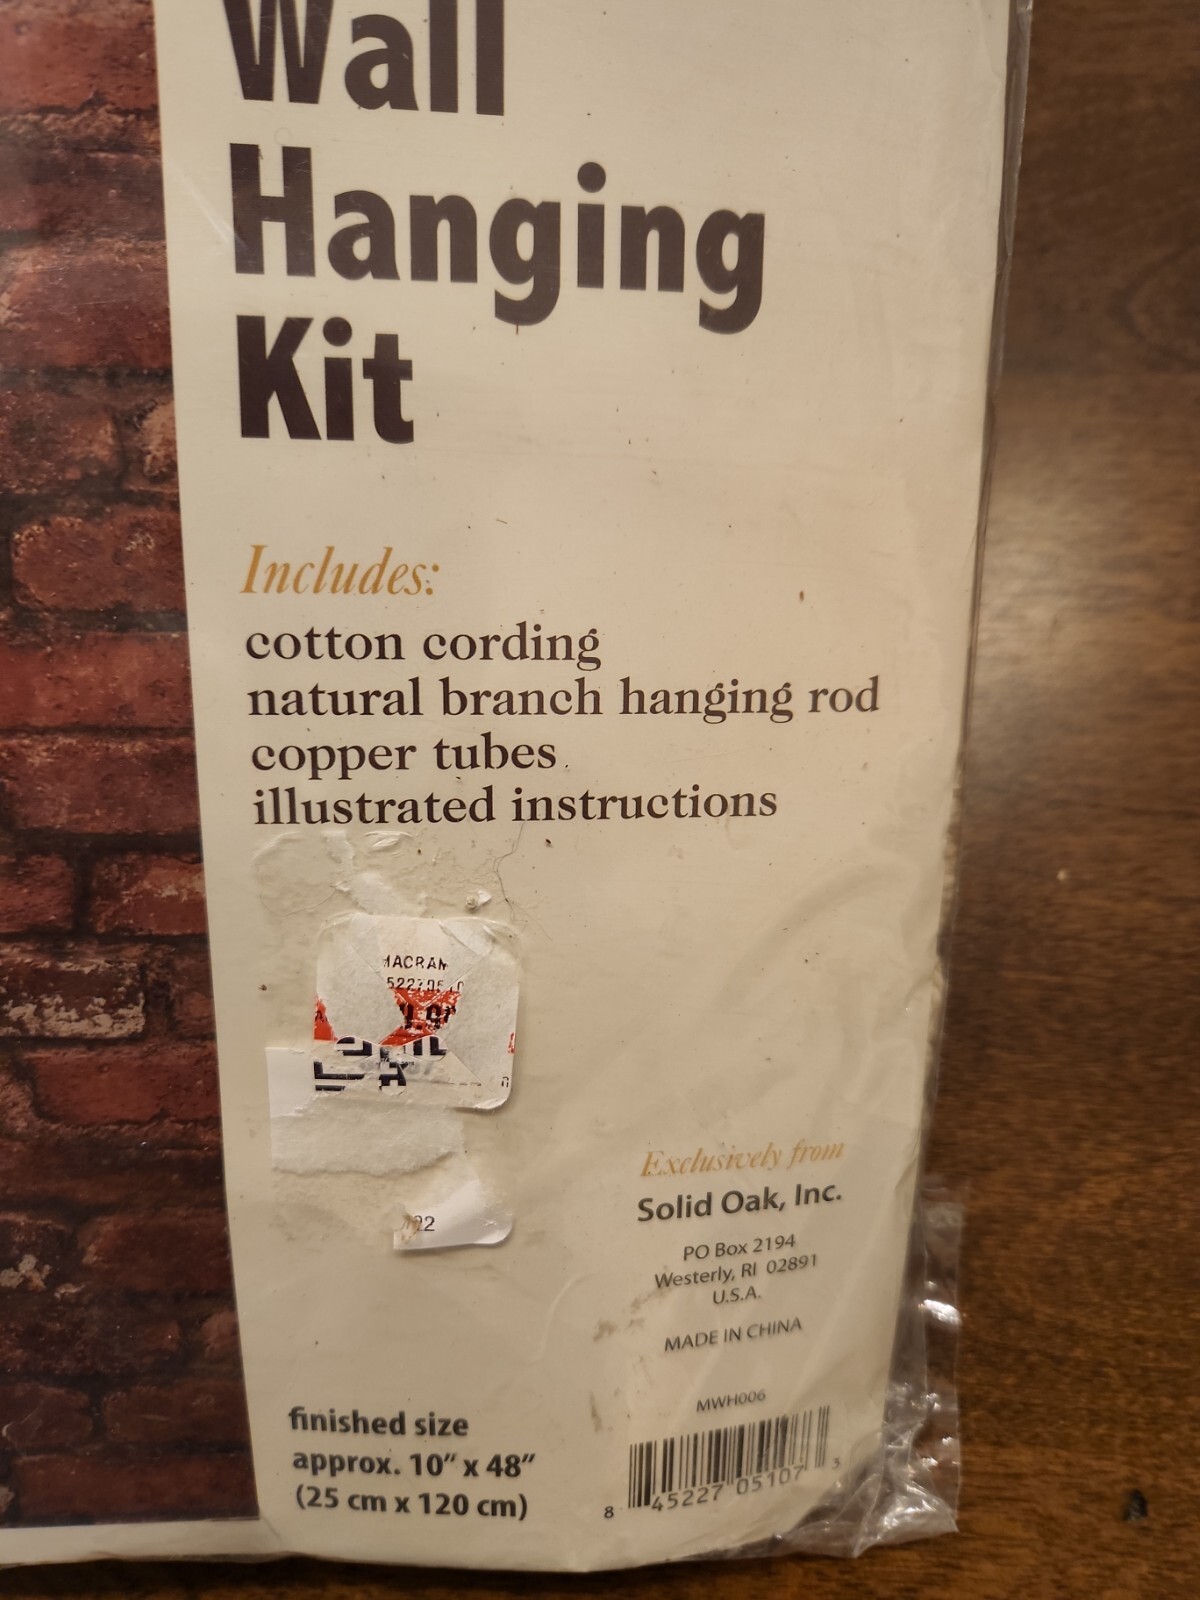 Wall
Hanging
Kit
Includes:
cotton cording
natural branch hanging rod
copper tubes
illustrated instructions
Exclusively from
Solid Oak, Inc.
PO Box 2194
Westerly, RI 02891
U.S.A.
MADE IN CHINA
MWH006
8 45227 05107 3
finished size
approx. 10" x 48"
(25 cm x 120 cm)